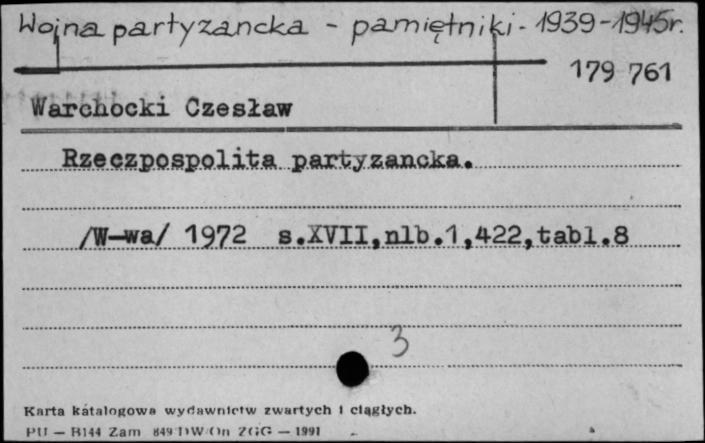 Wojna partyzancka - pamiętniki - 1939-1945r.
179 761
Warchocki Czesław
Rzeczpospolita partyzancka.
/W-wa/ 1972 s.XVII,nlb.1,422,tabl.8
3
Karta katalogowa wydawnictw zwartych i ciągłych.
PU — B144 Zam 849 DW/On ZGG — 1991